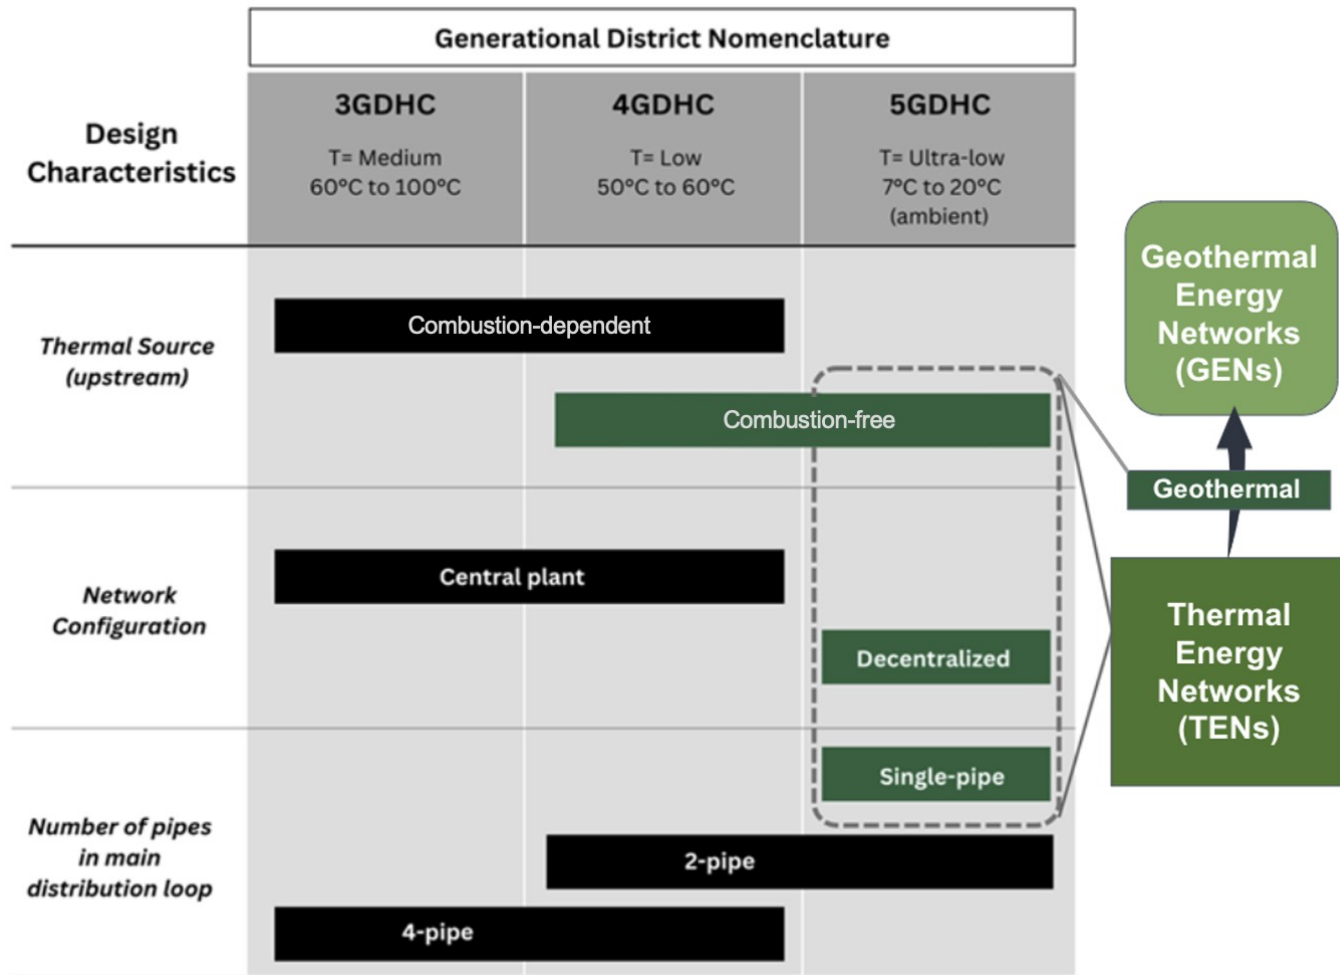 Generational District Nomenclature
Design
Characteristics
3GDHC
T= Medium
60°C to 100°C
4GDHC
T= Low
50°C to 60°C
5GDHC
T= Ultra-low
7°C to 20°C
(ambient)
Thermal Source
(upstream)
Combustion-dependent
Combustion-free
Network
Configuration
Central plant
Decentralized
Number of pipes
in main
distribution loop
Single-pipe
2-pipe
4-pipe
Geothermal
Energy
Networks
(GENs)
Geothermal
Thermal
Energy
Networks
(TENs)